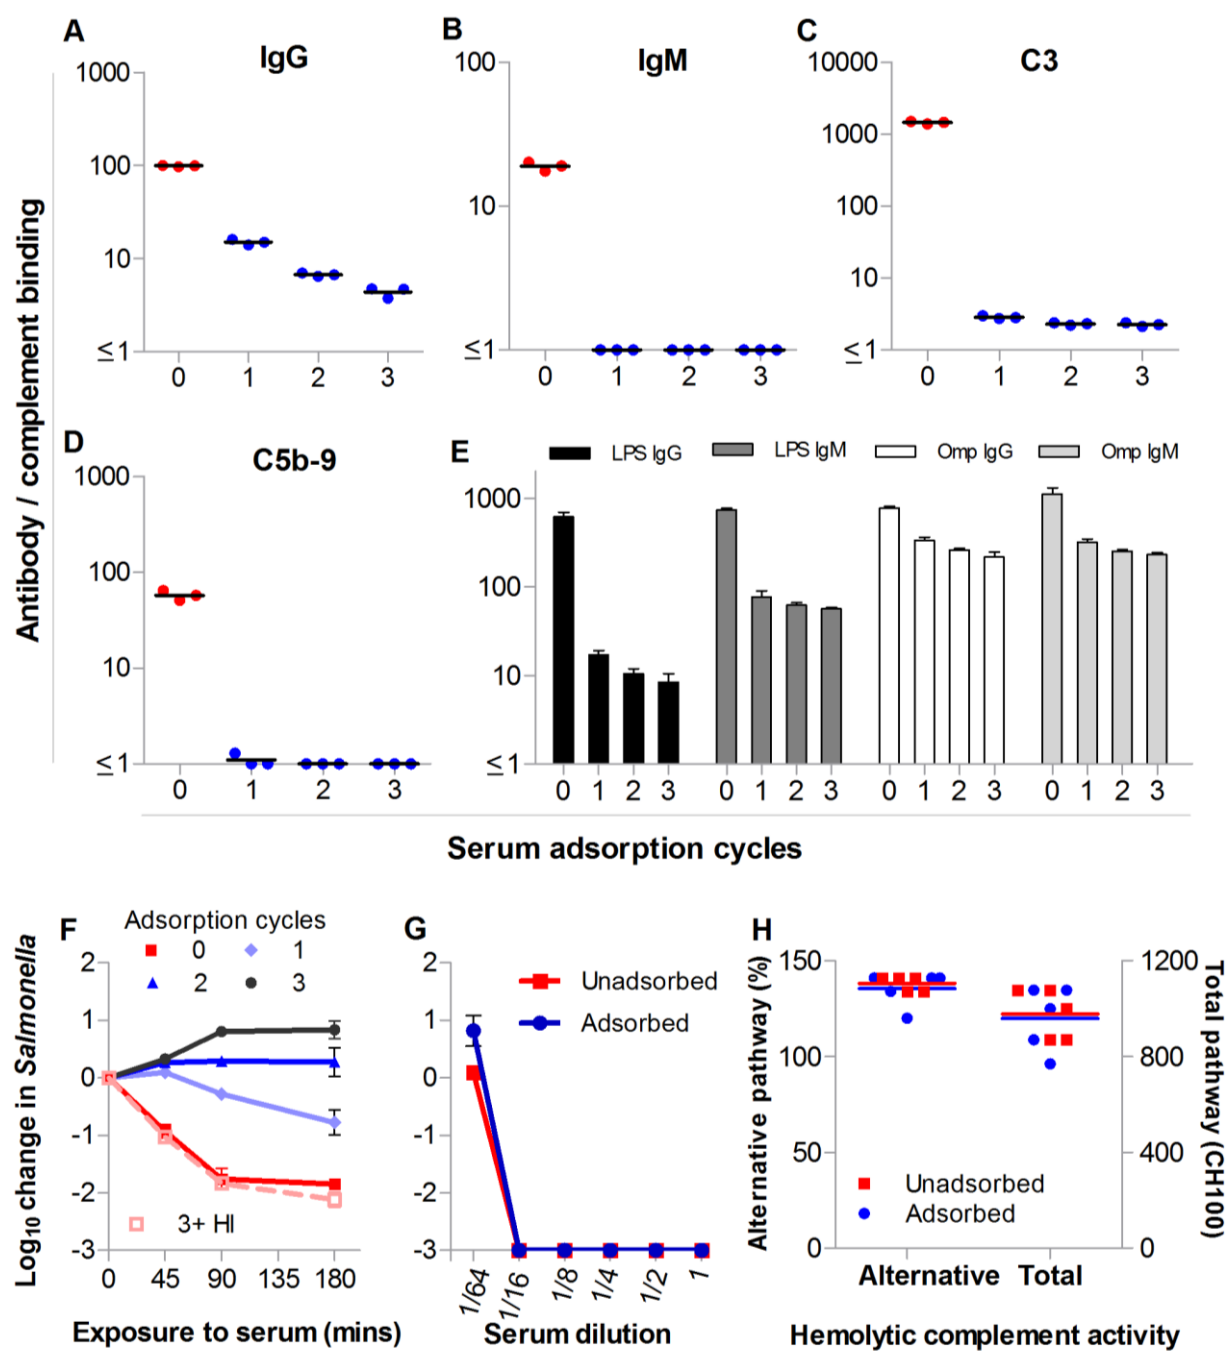 Antibody / complement binding
A
IgG
1000
100
10
≤ 1
0 1 2 3
B
IgM
100
10
≤ 1
0 1 2 3
C
C3
10000
1000
100
10
≤ 1
0 1 2 3
D
C5b-9
1000
100
10
≤ 1
0 1 2 3
E
LPS IgG LPS IgM Omp IgG Omp IgM
1000
100
10
≤ 1
0 1 2 3 0 1 2 3 0 1 2 3 0 1 2 3
Serum adsorption cycles
F
Adsorption cycles
0 1
2 3
Log10 change in Salmonella
2
1
0
-1
-2
-3
3+ HI
0 45 90 135 180
Exposure to serum (mins)
G
2
1
0
-1
-2
-3
Unadsorbed
Adsorbed
1/64 1/16 1/8 1/4 1/2 1
Serum dilution
H
Alternative pathway (%)
150
100
50
0
Unadsorbed
Adsorbed
1200
800
400
0
Total pathway (CH100)
Alternative Total
Hemolytic complement activity